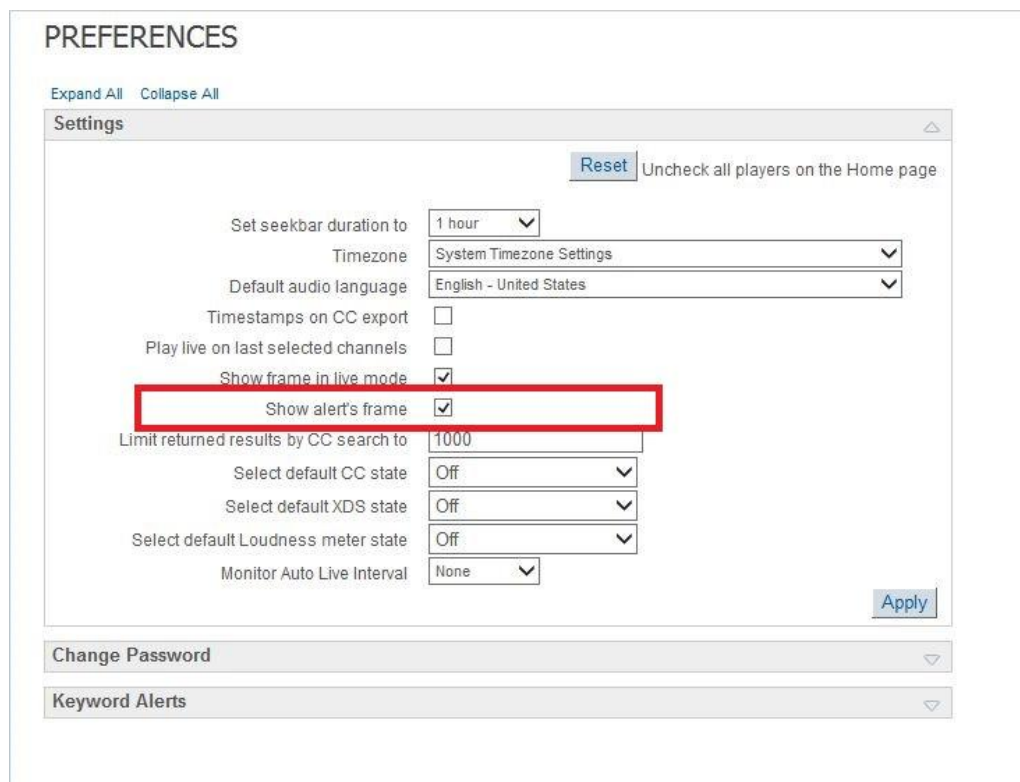 PREFERENCES
Expand All Collapse All
Settings
Reset Uncheck all players on the Home page
Set seekbar duration to 1 hour
Timezone System Timezone Settings
Default audio language English - United States
Timestamps on CC export
Play live on last selected channels
Show frame in live mode
Show alert's frame
Limit returned results by CC search to 1000
Select default CC state Off
Select default XDS state Off
Select default Loudness meter state Off
Monitor Auto Live Interval None
Apply
Change Password
Keyword Alerts